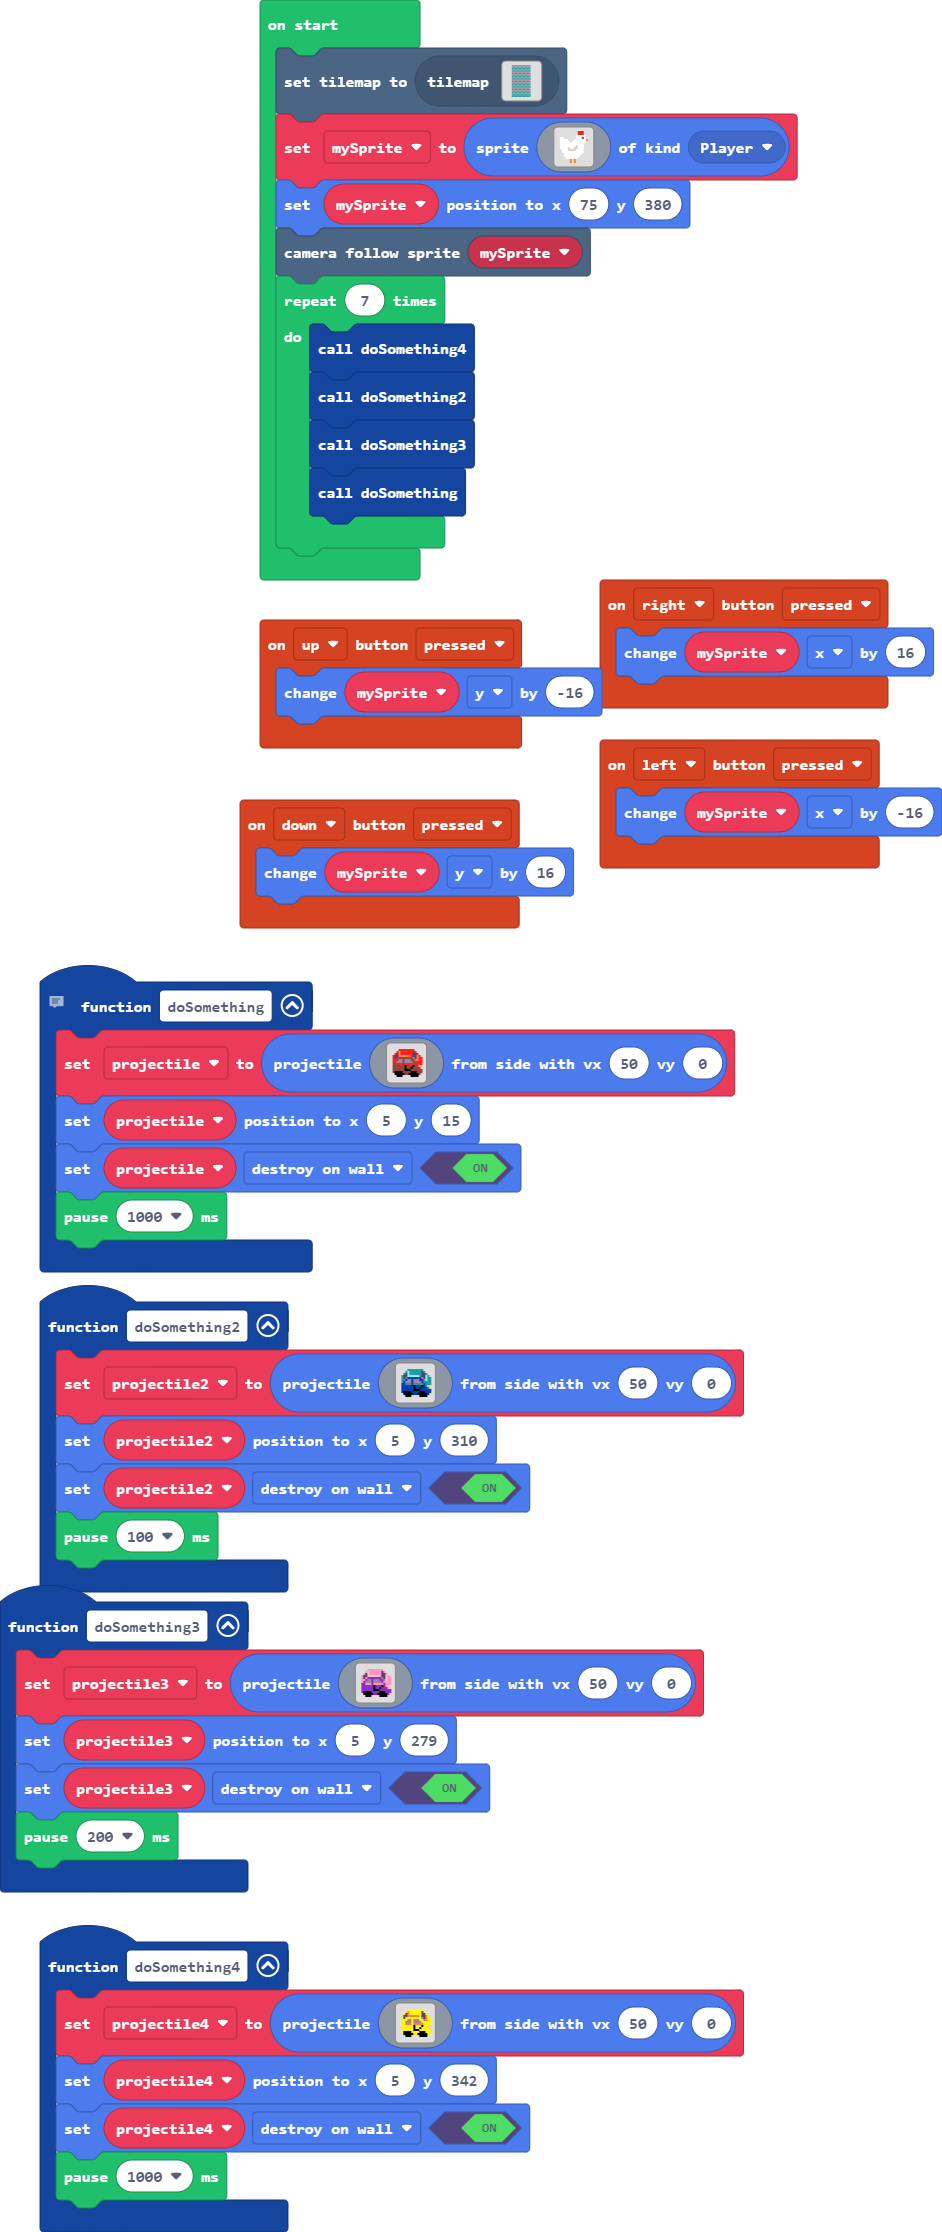 on start
set tilemap to tilemap
set mySprite to sprite of kind Player
set mySprite position to x 75 y 380
camera follow sprite mySprite
repeat 7 times
do
call doSomething4
call doSomething2
call doSomething3
call doSomething
on right button pressed
change mySprite x by 16
on up button pressed
change mySprite y by -16
on left button pressed
change mySprite x by -16
on down button pressed
change mySprite y by 16
function doSomething
set projectile to projectile from side with vx 50 vy 0
set projectile position to x 5 y 15
set projectile destroy on wall ON
pause 1000 ms
function doSomething2
set projectile2 to projectile from side with vx 50 vy 0
set projectile2 position to x 5 y 310
set projectile2 destroy on wall ON
pause 100 ms
function doSomething3
set projectile3 to projectile from side with vx 50 vy 0
set projectile3 position to x 5 y 279
set projectile3 destroy on wall ON
pause 200 ms
function doSomething4
set projectile4 to projectile from side with vx 50 vy 0
set projectile4 position to x 5 y 342
set projectile4 destroy on wall ON
pause 1000 ms